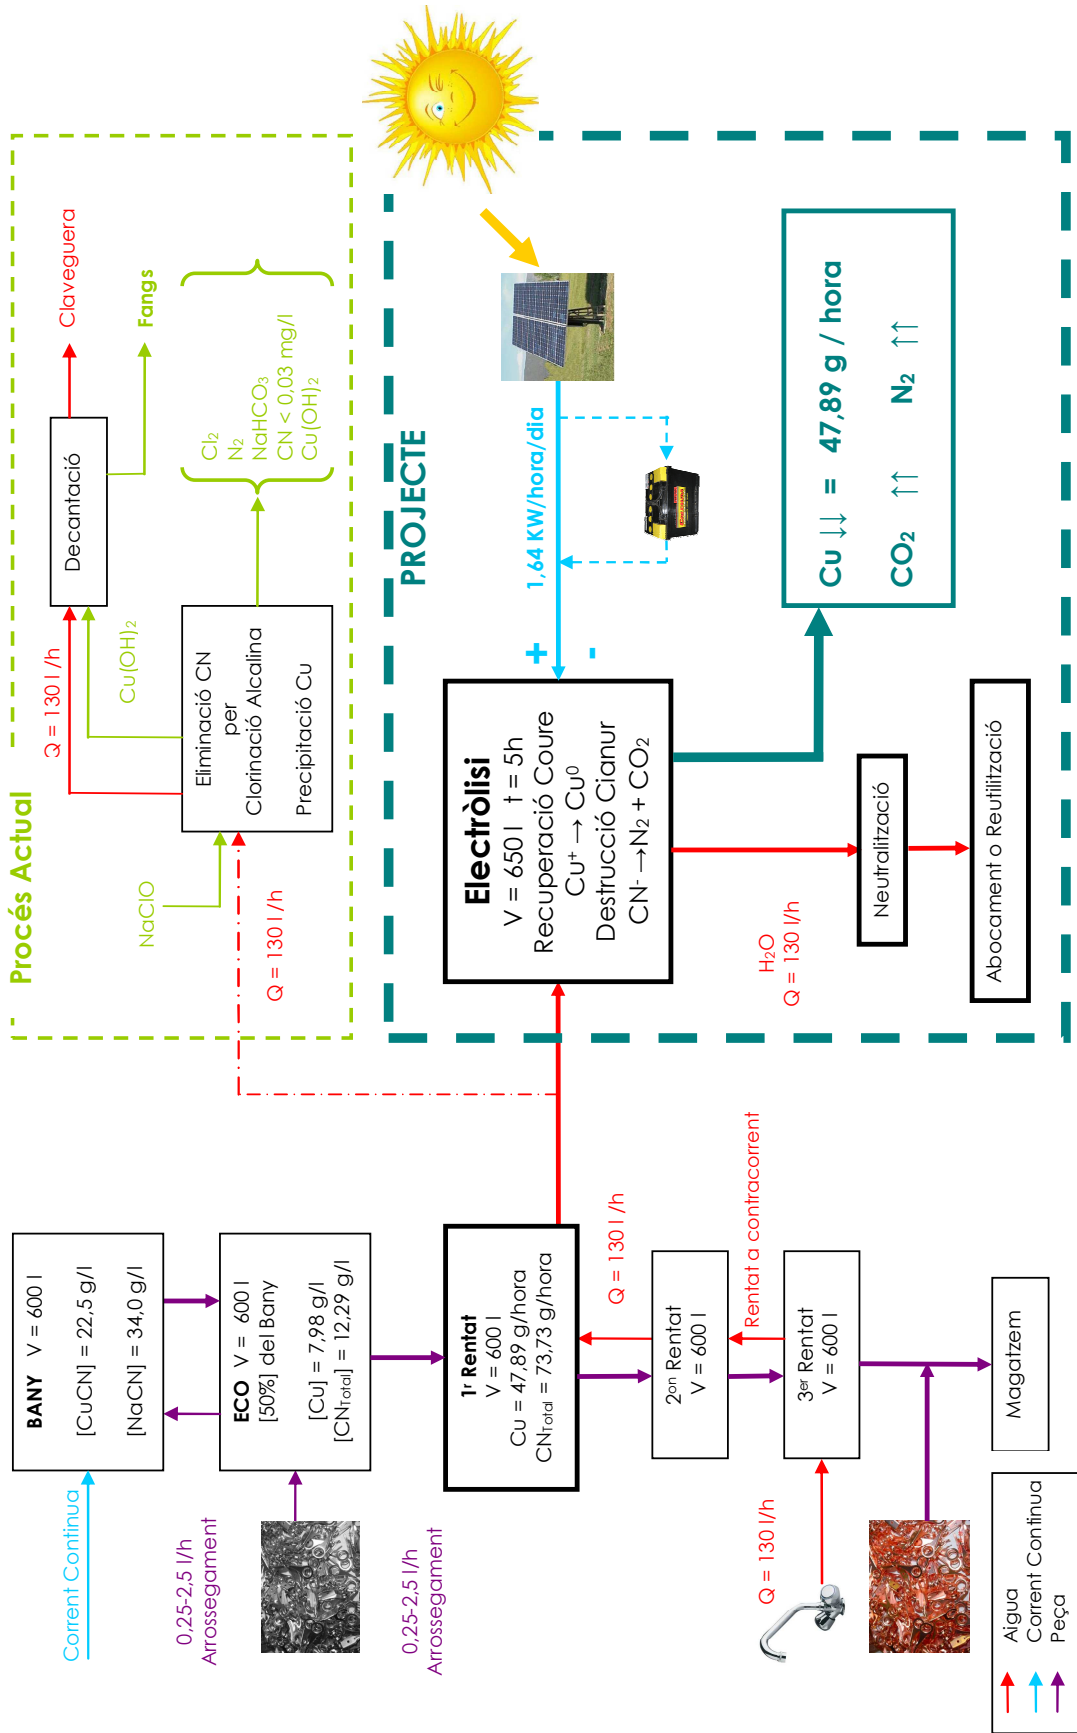 Corrent Continua
BANY V = 600 l
[CuCN] = 22,5 g/l
[NaCN] = 34,0 g/l
0,25-2,5 l/h
Arrossegament
ECO V = 600 l
[50%] del Bany
[Cu] = 7,98 g/l
[CN_Total] = 12,29 g/l
0,25-2,5 l/h
Arrossegament
1r Rentat
V = 600 l
Cu = 47,89 g/hora
CN_Total = 73,73 g/hora
Q = 130 l/h
2on Rentat
V = 600 l
Rentat a contracorrent
Q = 130 l/h
3er Rentat
V = 600 l
Magatzem
Aigua
Corrent Continua
Peça
Procés Actual
NaClO
Q = 130 l/h
Eliminació CN
per
Clorinació Alcalina
Precipitació Cu
Q = 130 l/h
Cu(OH)2
Decantació
Cl2
N2
NaHCO3
CN < 0,03 mg/l
Cu(OH)2
Claveguera
Fangs
PROJECTE
Electròlisi
V = 650 l t = 5h
Recuperació Coure
Cu⁺ → Cu⁰
Destrucció Cianur
CN⁻ → N2 + CO2
+
-
1,64 KW/hora/dia
H2O
Q = 130 l/h
Neutralització
Abocament o Reutilització
Cu ↓↓ = 47,89 g / hora
CO2 ↑↑ N2 ↑↑